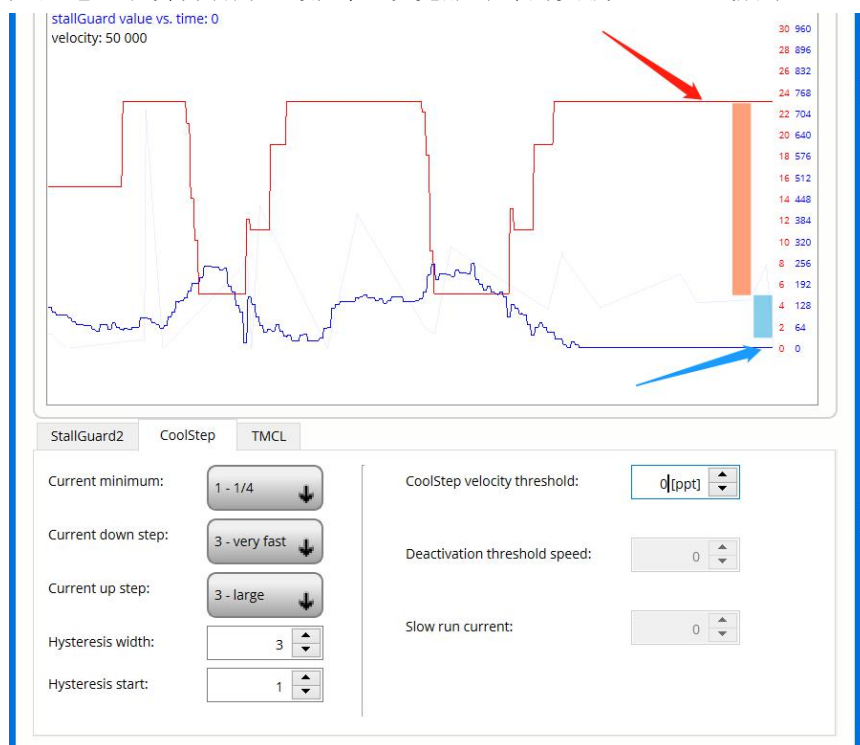 stallGuard value vs. time: 0
velocity: 50 000
30 960
28 896
26 832
24 768
22 704
20 640
18 576
16 512
14 448
12 384
10 320
8 256
6 192
4 128
2 64
0 0
StallGuard2 CoolStep TMCL
Current minimum: 1 - 1/4
CoolStep velocity threshold: 0 [ppt]
Current down step: 3 - very fast
Deactivation threshold speed: 0
Current up step: 3 - large
Slow run current: 0
Hysteresis width: 3
Hysteresis start: 1